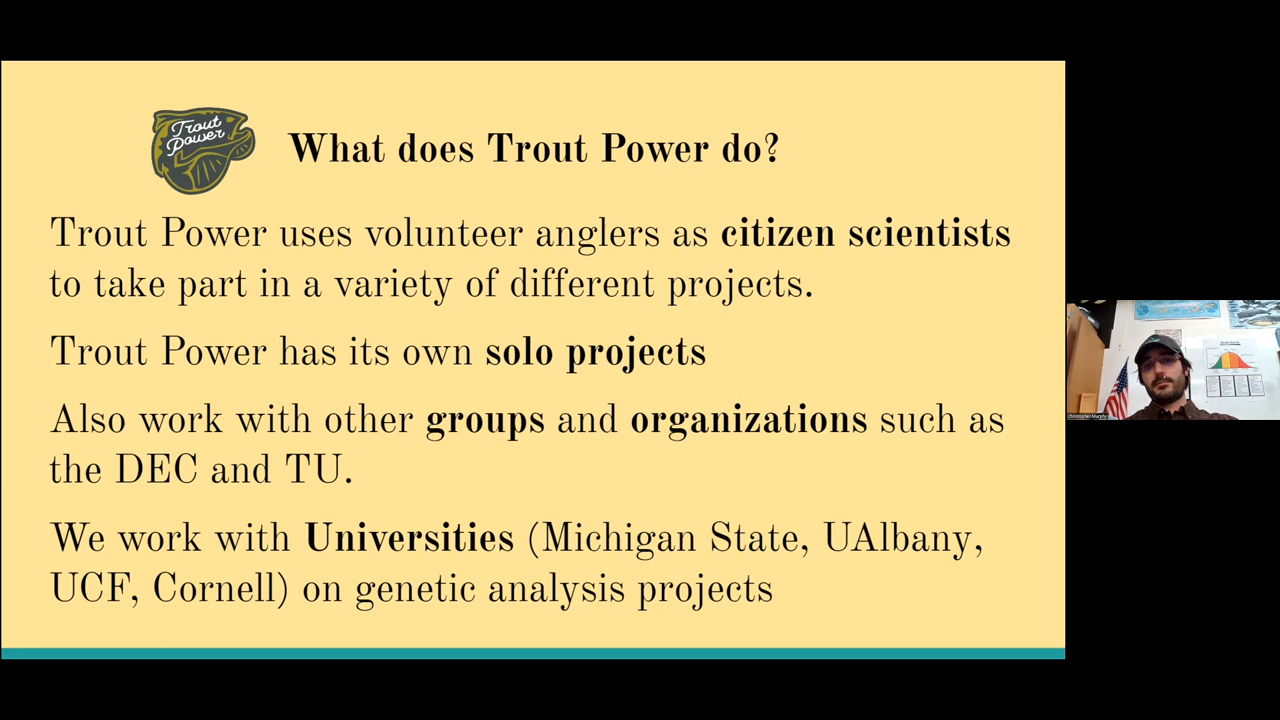 Trout
Power
What does Trout Power do?
Trout Power uses volunteer anglers as citizen scientists
to take part in a variety of different projects.
Trout Power has its own solo projects
Also work with other groups and organizations such as
the DEC and TU.
We work with Universities (Michigan State, UAlbany,
UCF, Cornell) on genetic analysis projects
Christopher Murphy